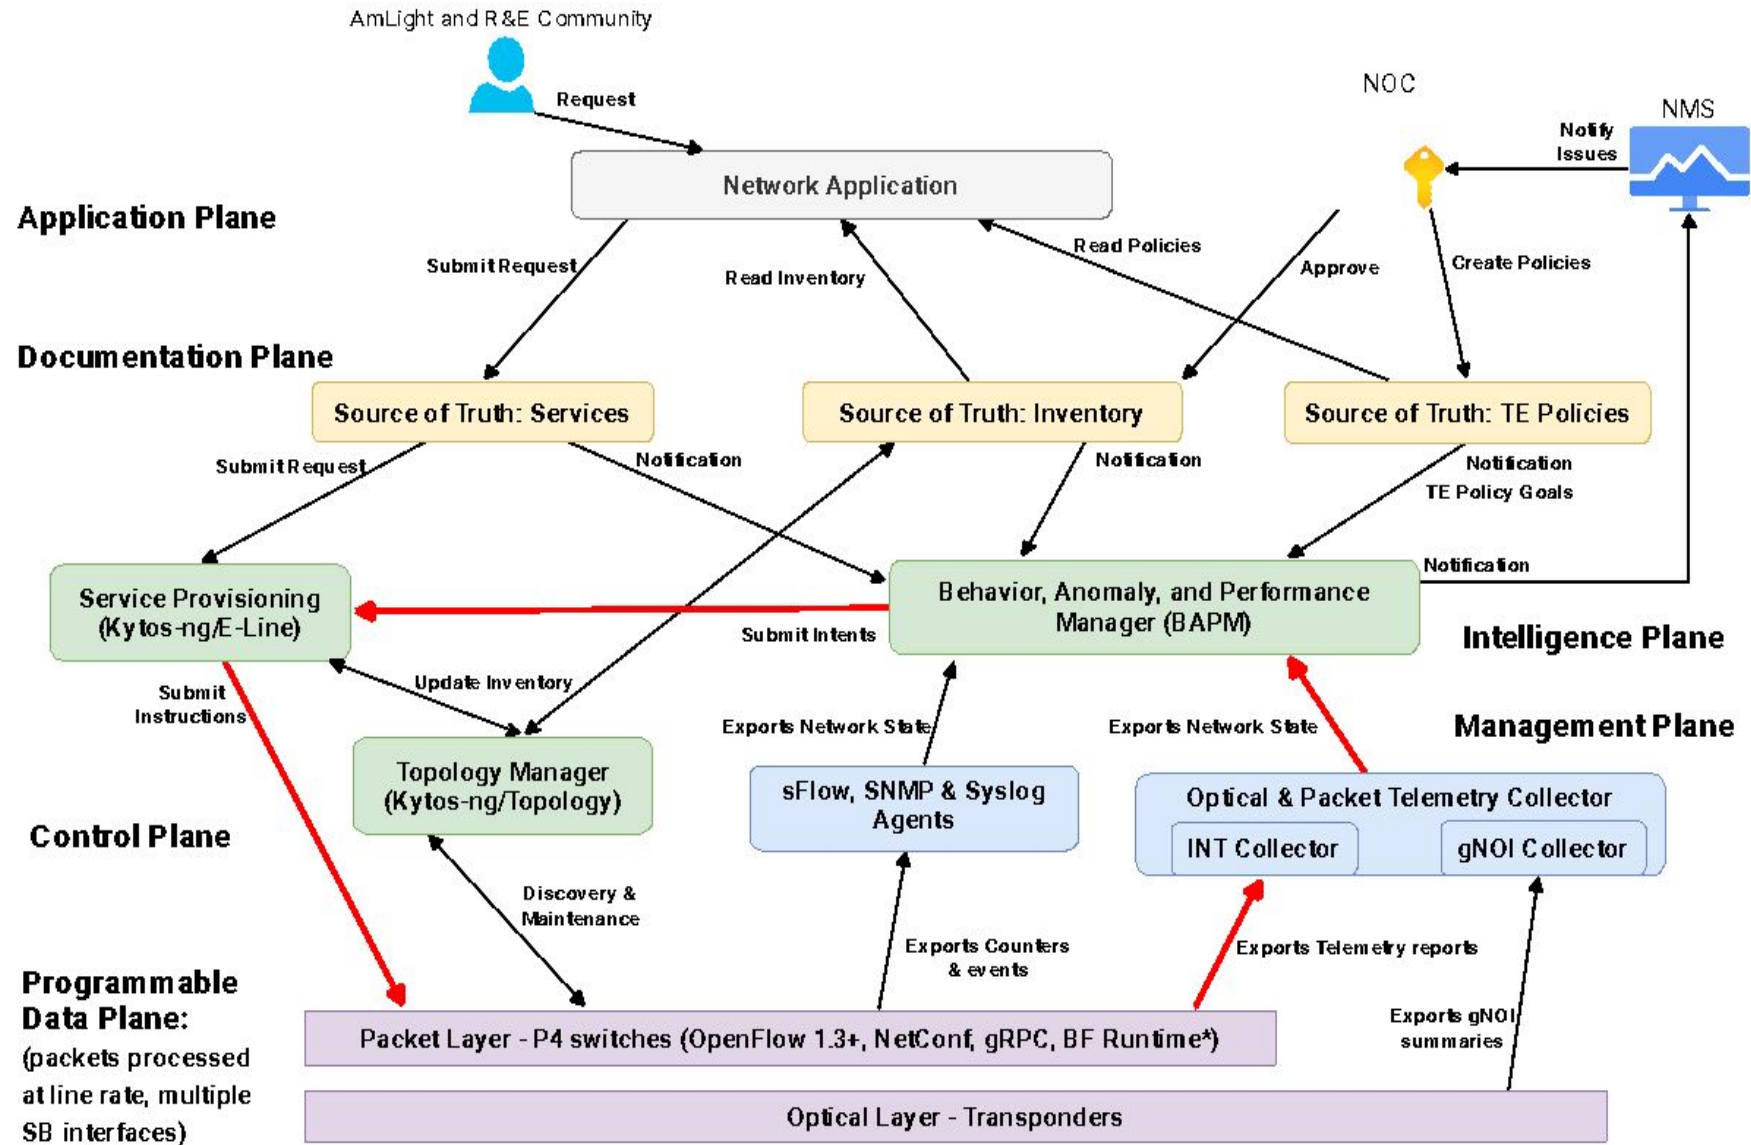 AmLight and R&E Community
NOC
NMS
Request
Notify
Issues
Network Application
Application Plane
Submit Request
Read Inventory
Read Policies
Approve
Create Policies
Documentation Plane
Source of Truth: Services
Source of Truth: Inventory
Source of Truth: TE Policies
Submit Request
Notification
Notification
Notification
TE Policy Goals
Notification
Service Provisioning
(Kytos-ng/E-Line)
Behavior, Anomaly, and Performance
Manager (BAPM)
Submit Intents
Intelligence Plane
Submit
Instructions
Update Inventory
Exports Network State
Exports Network State
Management Plane
Topology Manager
(Kytos-ng/Topology)
sFlow, SNMP & Syslog
Agents
Optical & Packet Telemetry Collector
INT Collector
gNOI Collector
Control Plane
Discovery &
Maintenance
Exports Counters
& events
Exports Telemetry reports
Programmable
Data Plane:
(packets processed
at line rate, multiple
SB interfaces)
Packet Layer - P4 switches (OpenFlow 1.3+, NetConf, gRPC, BF Runtime*)
Exports gNOI
summaries
Optical Layer - Transponders